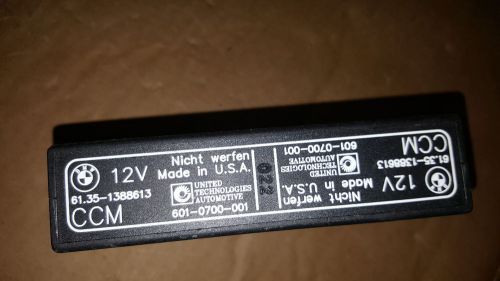 12V
Nicht werfen
Made in U.S.A.
61.35-1388613
UNITED
TECHNOLOGIES
AUTOMOTIVE
CCM
601-0700-001
12V
Nicht werfen
Made in U.S.A.
61.35-1388613
UNITED
TECHNOLOGIES
AUTOMOTIVE
CCM
601-0700-001